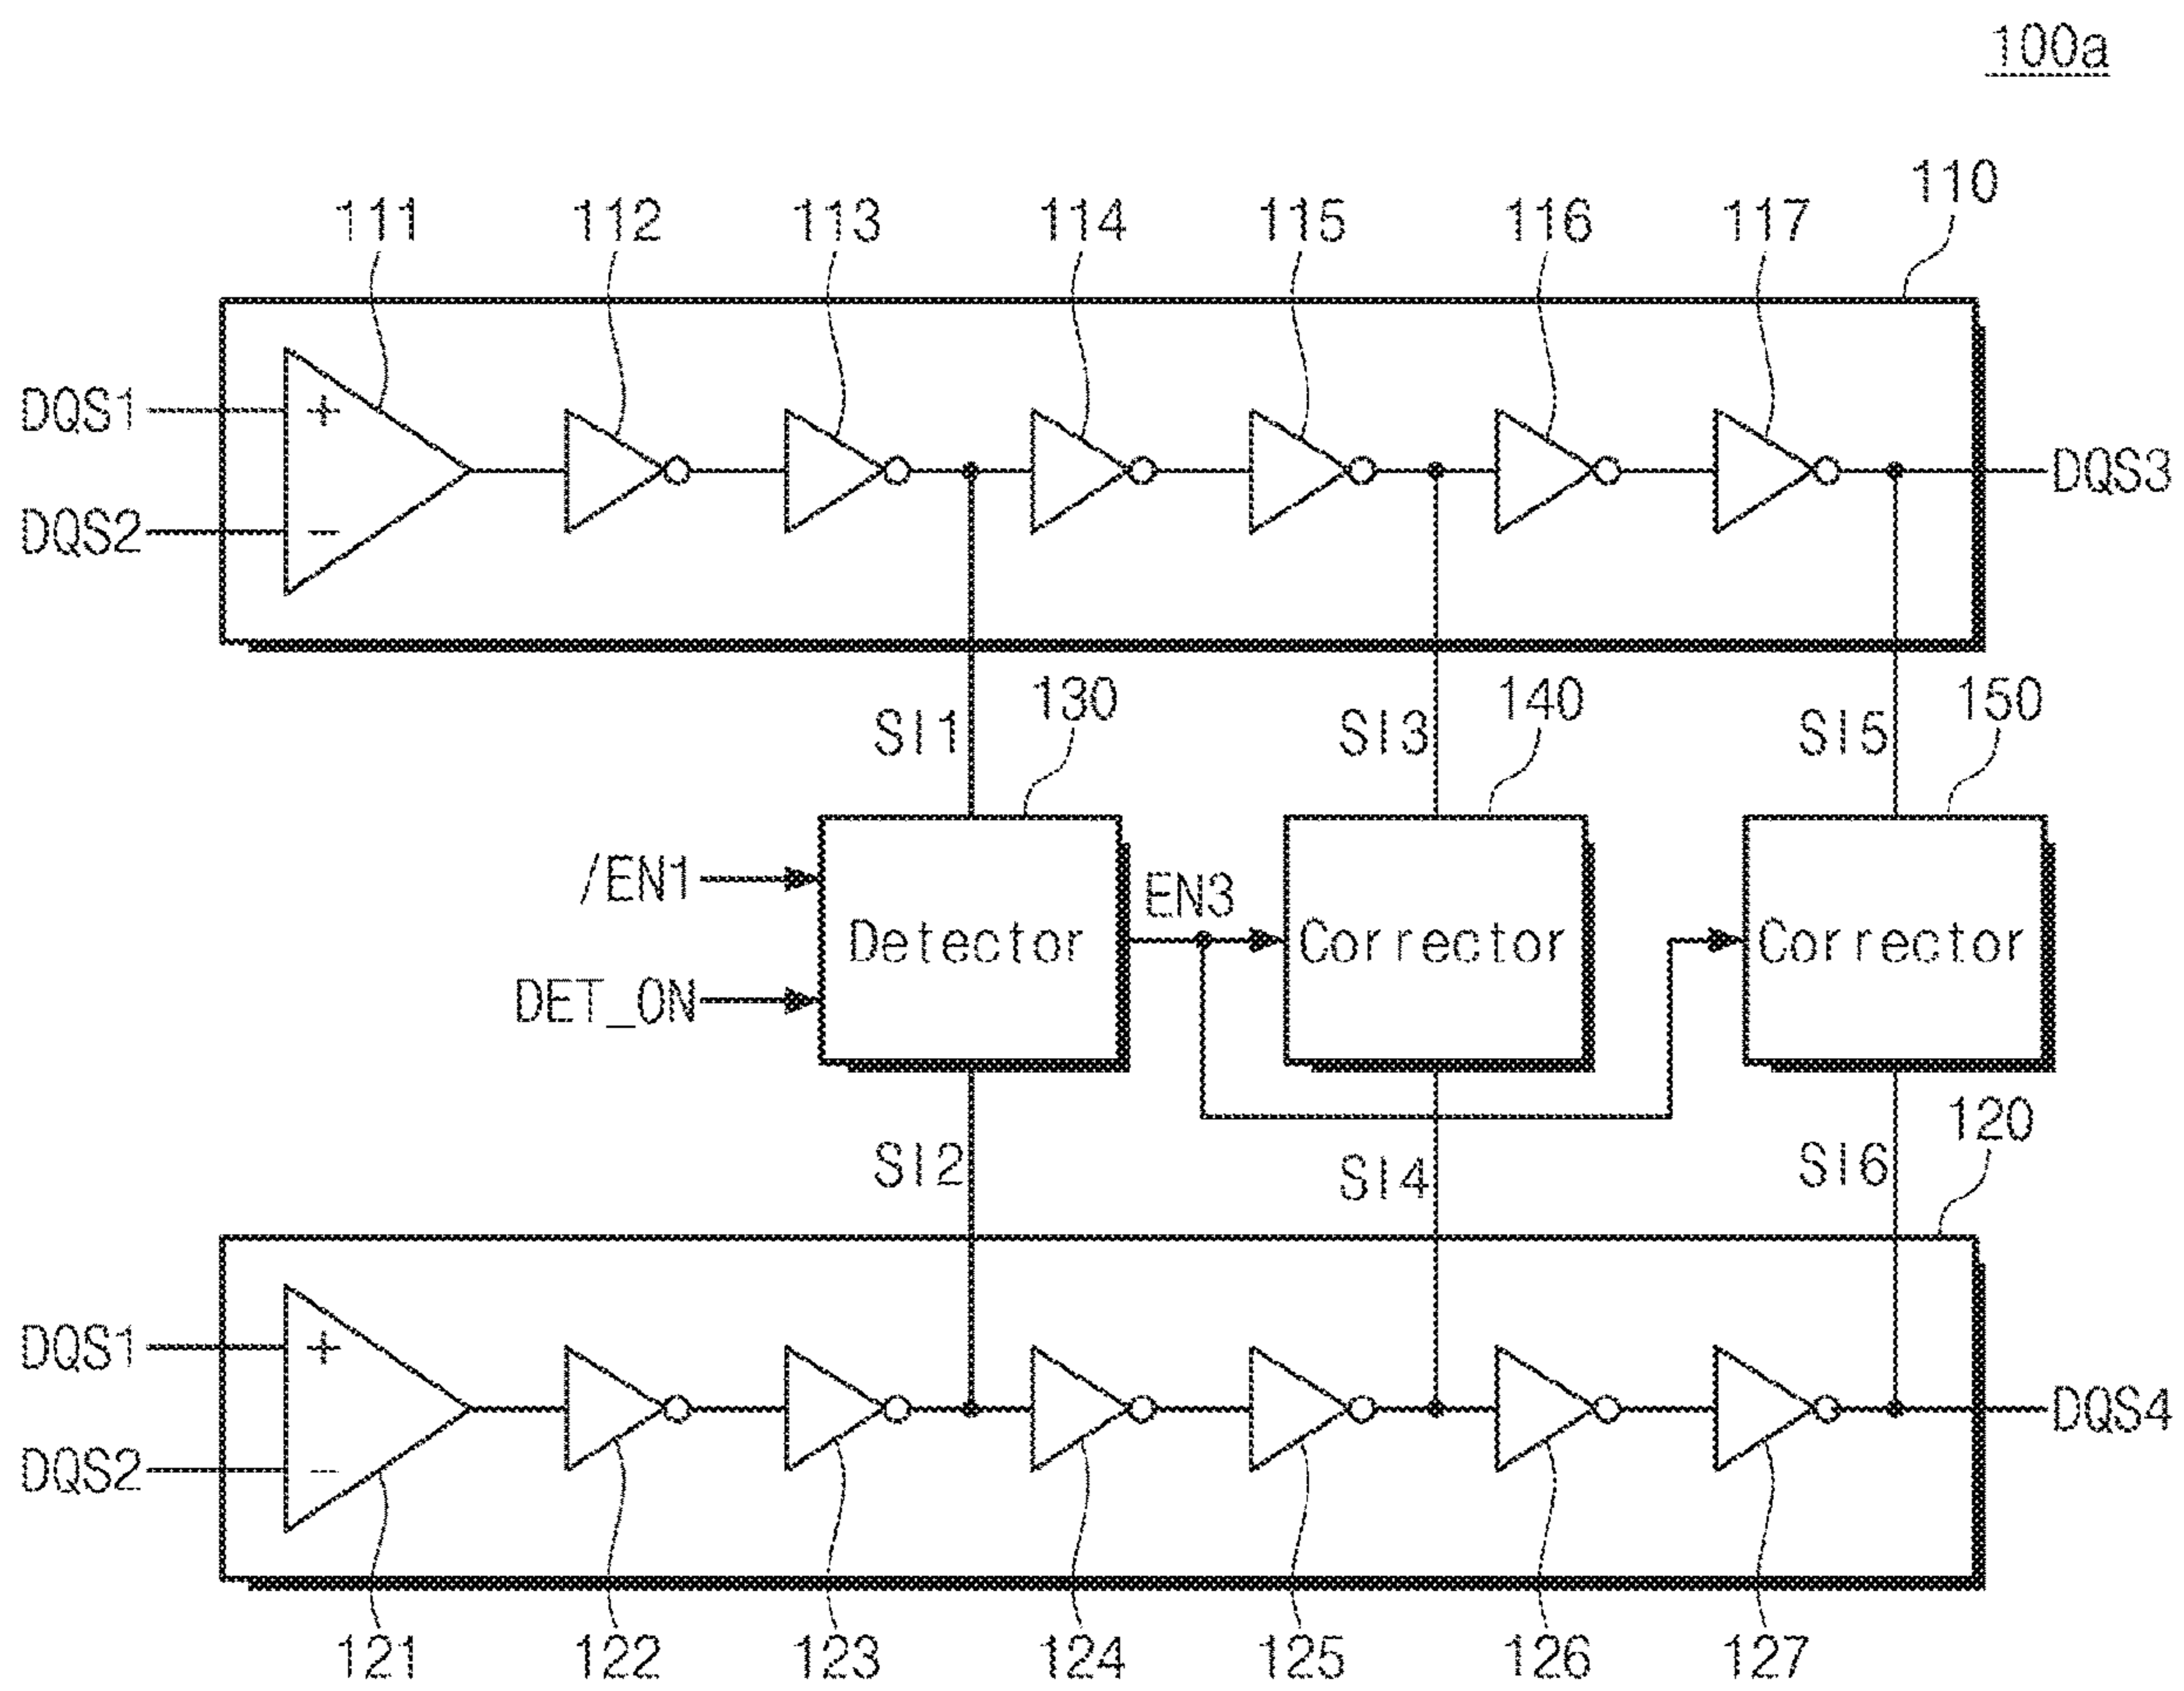 100a
110
111 112 113 114 115 116 117
DQS1 +
DQS3
DQS2 −
130 140 150
SI1 SI3 SI5
/EN1
EN3
Detector Corrector Corrector
DET_ON
120
SI2 SI4 SI6
DQS1 +
DQS4
DQS2 −
121 122 123 124 125 126 127